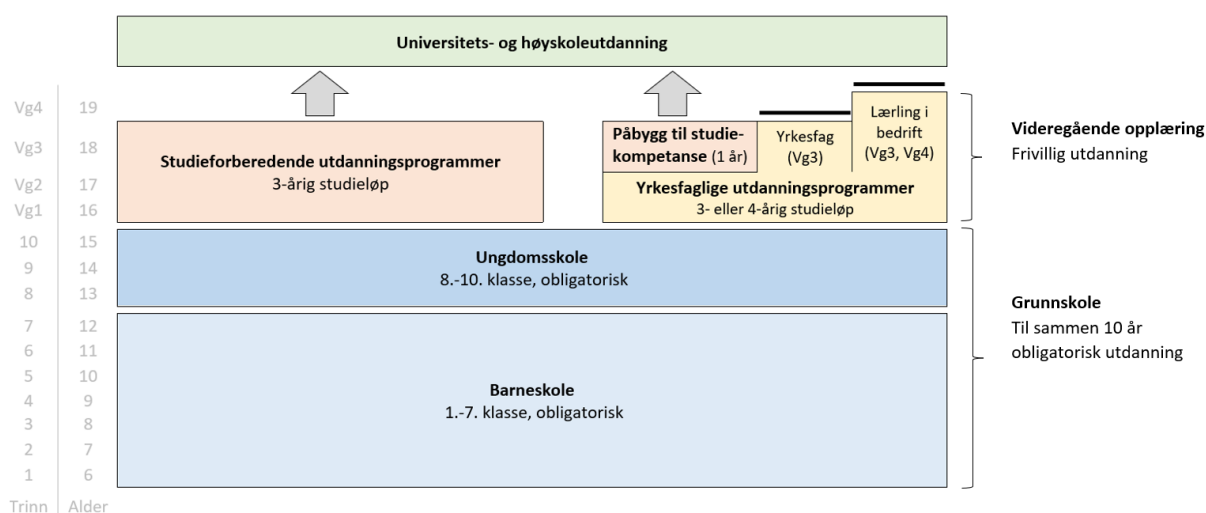 Universitets- og høyskoleutdanning
Vg4 19
Vg3 18
Vg2 17
Vg1 16
10 15
9 14
8 13
7 12
6 11
5 10
4 9
3 8
2 7
1 6
Trinn Alder
Studieforberedende utdanningsprogrammer
3-årig studieløp
Påbygg til studie-
kompetanse (1 år)
Yrkesfag
(Vg3)
Lærling i
bedrift
(Vg3, Vg4)
Yrkesfaglige utdanningsprogrammer
3- eller 4-årig studieløp
Videregående opplæring
Frivillig utdanning
Ungdomsskole
8.-10. klasse, obligatorisk
Barneskole
1.-7. klasse, obligatorisk
Grunnskole
Til sammen 10 år
obligatorisk utdanning